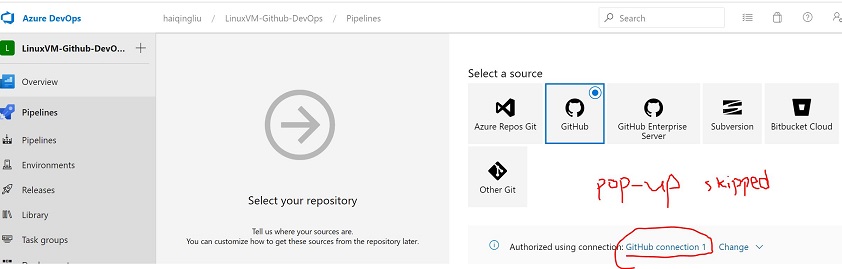 Azure DevOps
haiqingliu / LinuxVM-Github-DevOps / Pipelines
Search
L LinuxVM-Github-DevO... +
Overview
Pipelines
Pipelines
Environments
Releases
Library
Task groups
Select your repository
Tell us where your sources are.
You can customize how to get these sources from the repository later.
Select a source
Azure Repos Git
GitHub
GitHub Enterprise
Server
Subversion
Bitbucket Cloud
Other Git
pop-up skipped
Authorized using connection: GitHub connection 1 Change